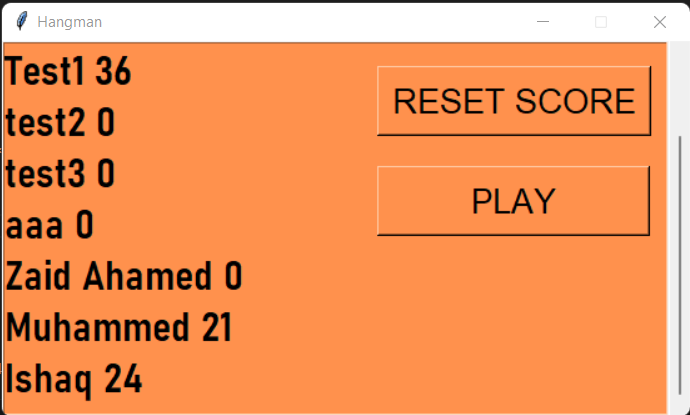 Hangman
Test1 36
test2 0
test3 0
aaa 0
Zaid Ahamed 0
Muhammed 21
Ishaq 24
RESET SCORE
PLAY